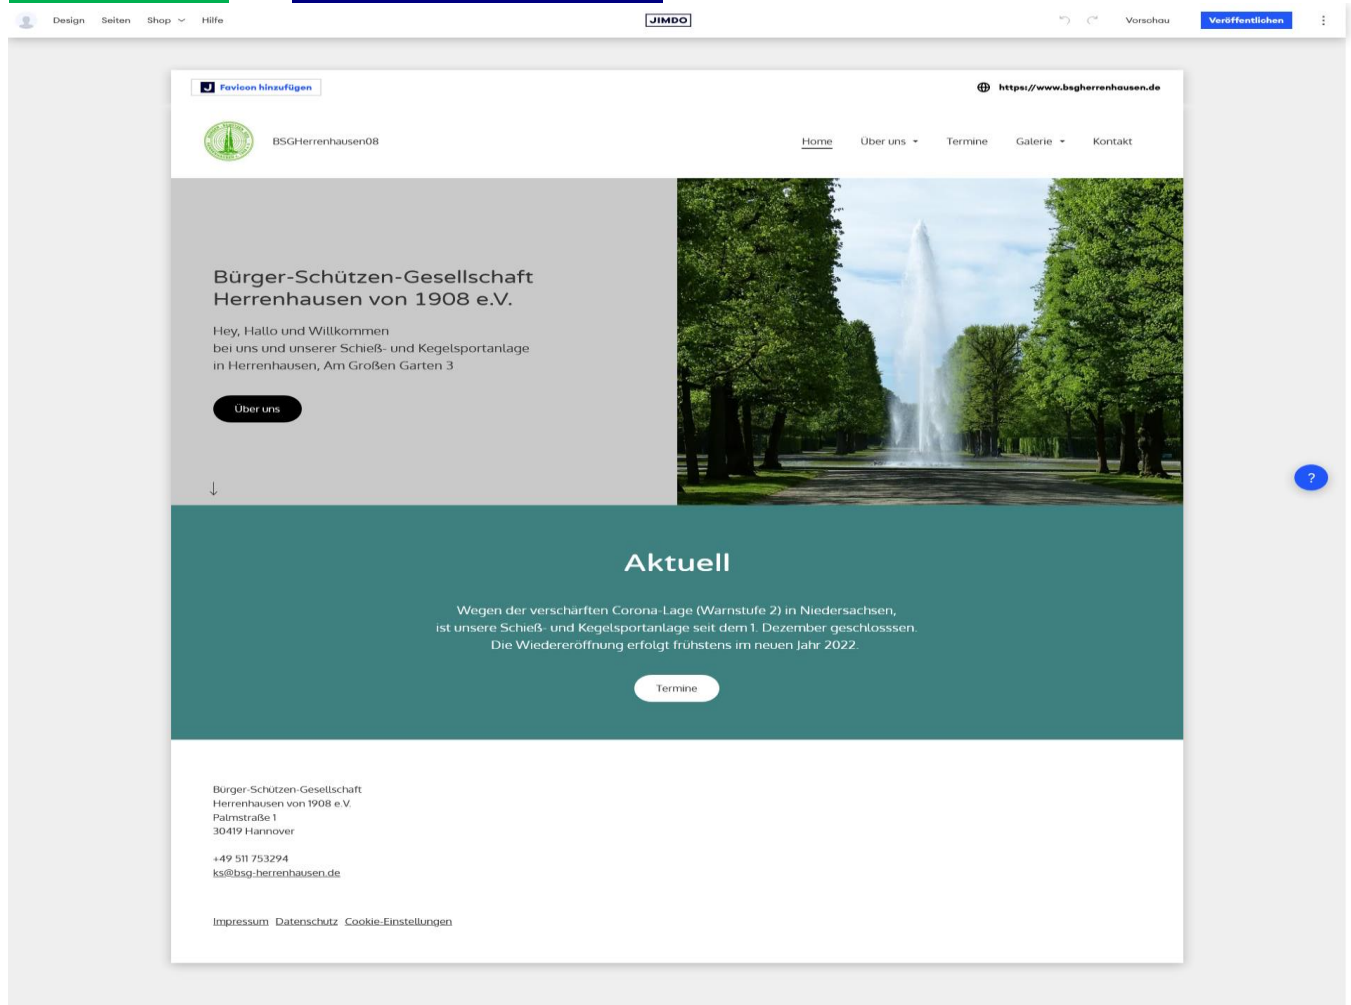 Design Seiten Shop Hilfe
JIMDO
Vorschau Veröffentlichen
J Favicon hinzufügen
https://www.bsgherrenhausen.de
BSGHerrenhausen08
Home Über uns Termine Galerie Kontakt
Bürger-Schützen-Gesellschaft
Herrenhausen von 1908 e.V.
Hey, Hallo und Willkommen
bei uns und unserer Schieß- und Kegelsportanlage
in Herrenhausen, Am Großen Garten 3
Über uns
?
Aktuell
Wegen der verschärften Corona-Lage (Warnstufe 2) in Niedersachsen,
ist unsere Schieß- und Kegelsportanlage seit dem 1. Dezember geschlosssen.
Die Wiedereröffnung erfolgt frühstens im neuen Jahr 2022.
Termine
Bürger-Schützen-Gesellschaft
Herrenhausen von 1908 e.V.
Palmstraße 1
30419 Hannover
+49 511 753294
ks@bsg-herrenhausen.de
Impressum Datenschutz Cookie-Einstellungen